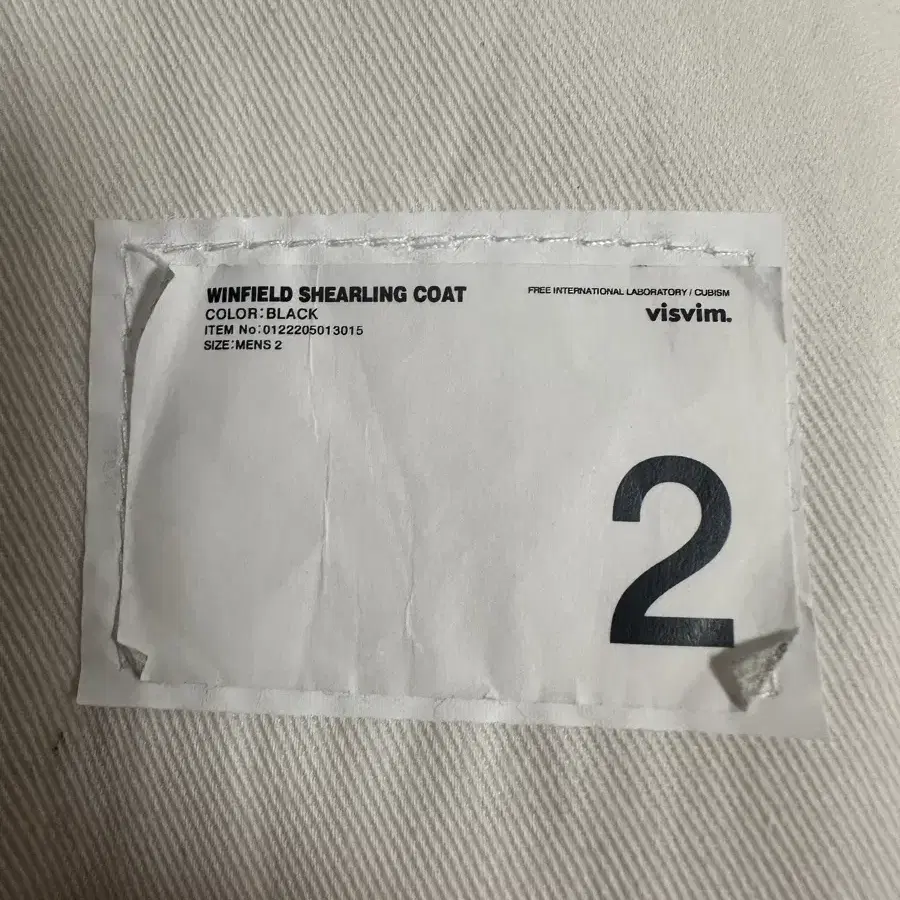 WINFIELD SHEARLING COAT
COLOR:BLACK
ITEM No:0122205013015
SIZE:MENS 2
FREE INTERNATIONAL LABORATORY / CUBISM
visvim.
2